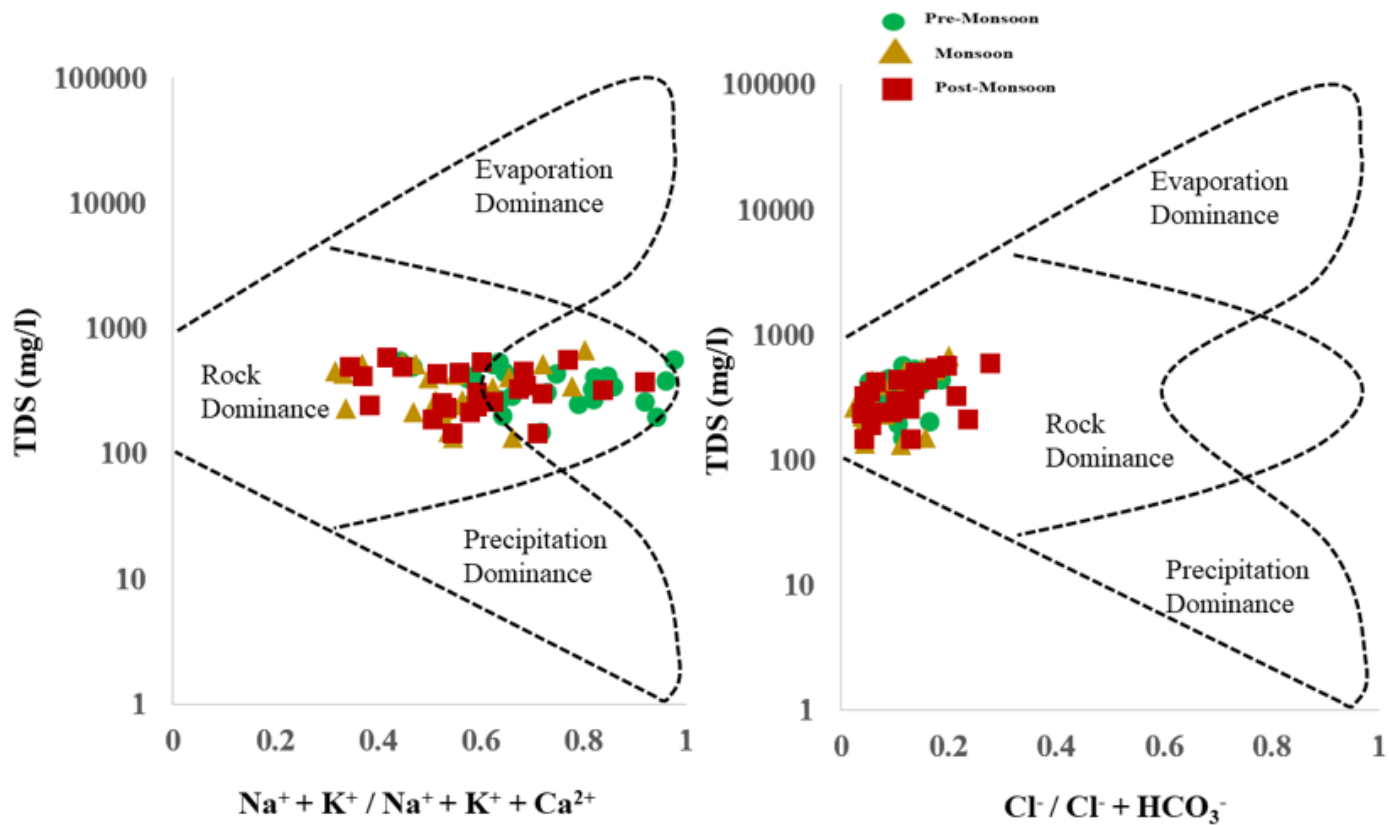 Pre-Monsoon
Monsoon
Post-Monsoon
100000
10000
1000
100
10
1
TDS (mg/l)
Evaporation
Dominance
Rock
Dominance
Precipitation
Dominance
0 0.2 0.4 0.6 0.8 1
Na⁺ + K⁺ / Na⁺ + K⁺ + Ca²⁺
100000
10000
1000
100
10
1
TDS (mg/l)
Evaporation
Dominance
Rock
Dominance
Precipitation
Dominance
0 0.2 0.4 0.6 0.8 1
Cl⁻ / Cl⁻ + HCO₃⁻